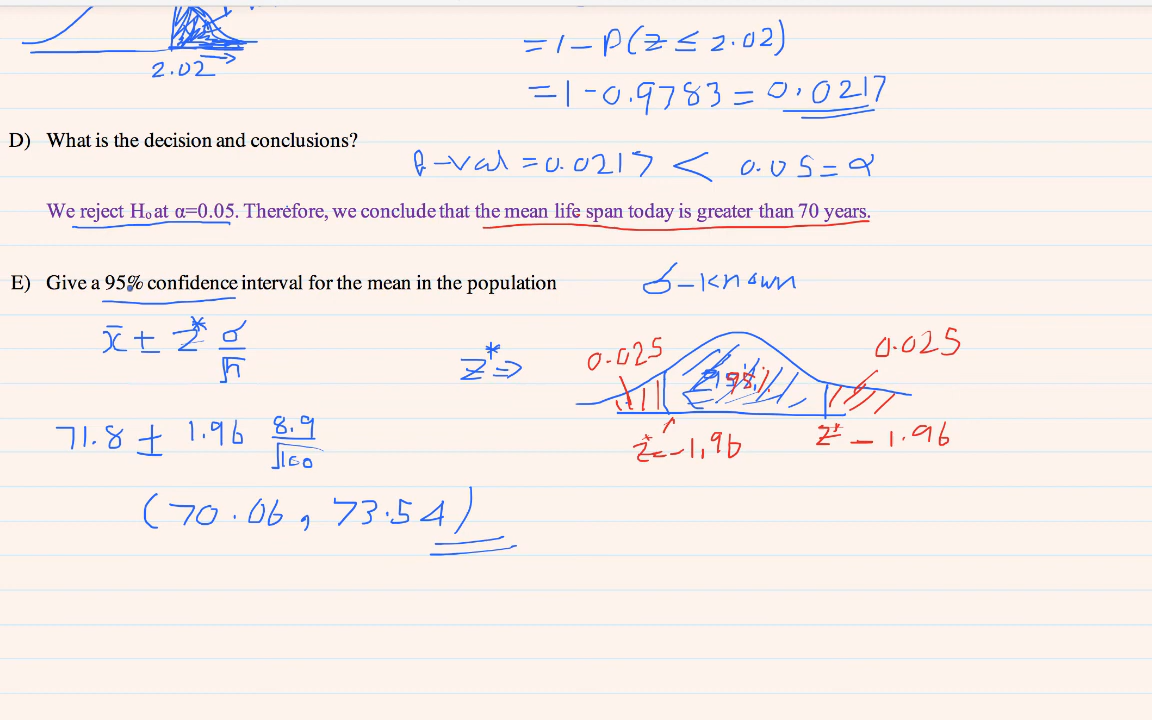 2.02
= 1 - P(Z ≤ 2.02)
= 1 - 0.9783 = 0.0217
D) What is the decision and conclusions?
P-val = 0.0217 < 0.05 = α
We reject H₀ at α=0.05. Therefore, we conclude that the mean life span today is greater than 70 years.
E) Give a 95% confidence interval for the mean in the population
σ-known
x̄ ± Z* σ/√n
Z* ⇒
0.025
95%
0.025
71.8 ± 1.96 8.9/√100
Z=-1.96
Z* = 1.96
(70.06, 73.54)